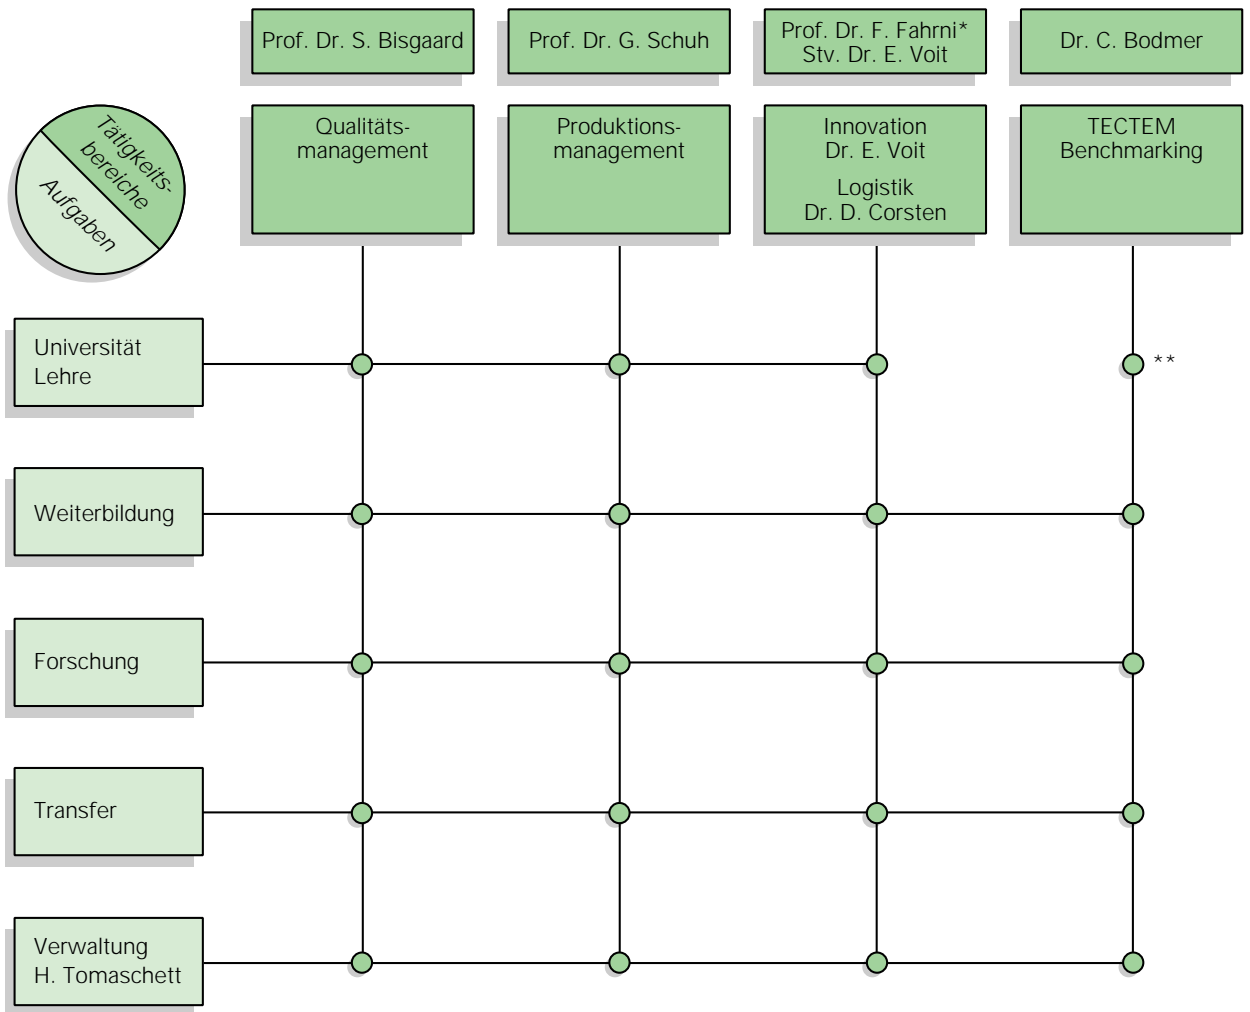 Prof. Dr. S. Bisgaard
Prof. Dr. G. Schuh
Prof. Dr. F. Fahrni*
Stv. Dr. E. Voit
Dr. C. Bodmer
Tätigkeits-
bereiche
Aufgaben
Qualitäts-
management
Produktions-
management
Innovation
Dr. E. Voit
Logistik
Dr. D. Corsten
TECTEM
Benchmarking
Universität
Lehre
**
Weiterbildung
Forschung
Transfer
Verwaltung
H. Tomaschett